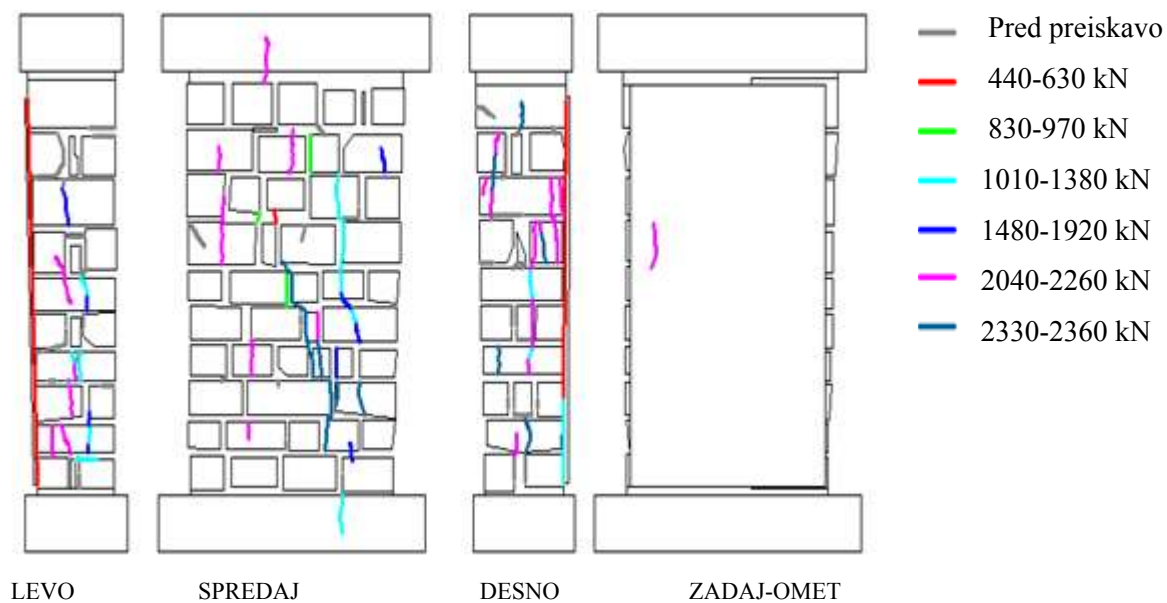 Pred preiskavo
440-630 kN
830-970 kN
1010-1380 kN
1480-1920 kN
2040-2260 kN
2330-2360 kN
LEVO SPREDAJ DESNO ZADAJ-OMET